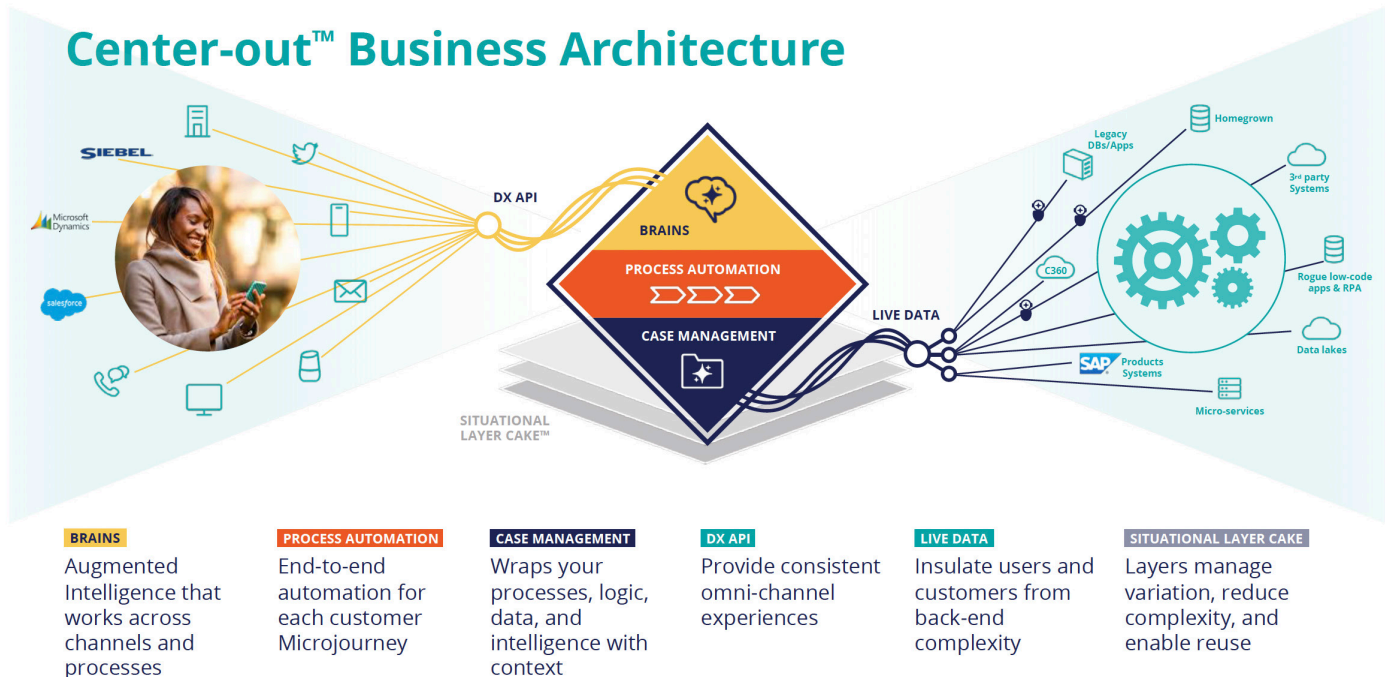 Center-out™ Business Architecture
SIEBEL
Microsoft
Dynamics
salesforce
DX API
BRAINS
PROCESS AUTOMATION
CASE MANAGEMENT
SITUATIONAL
LAYER CAKE™
LIVE DATA
Legacy
DBs/Apps
Homegrown
3rd party
Systems
C360
Rogue low-code
apps & RPA
Data lakes
SAP
Products
Systems
Micro-services
BRAINS
Augmented
Intelligence that
works across
channels and
processes
PROCESS AUTOMATION
End-to-end
automation for
each customer
Microjourney
CASE MANAGEMENT
Wraps your
processes, logic,
data, and
intelligence with
context
DX API
Provide consistent
omni-channel
experiences
LIVE DATA
Insulate users and
customers from
back-end
complexity
SITUATIONAL LAYER CAKE
Layers manage
variation, reduce
complexity, and
enable reuse